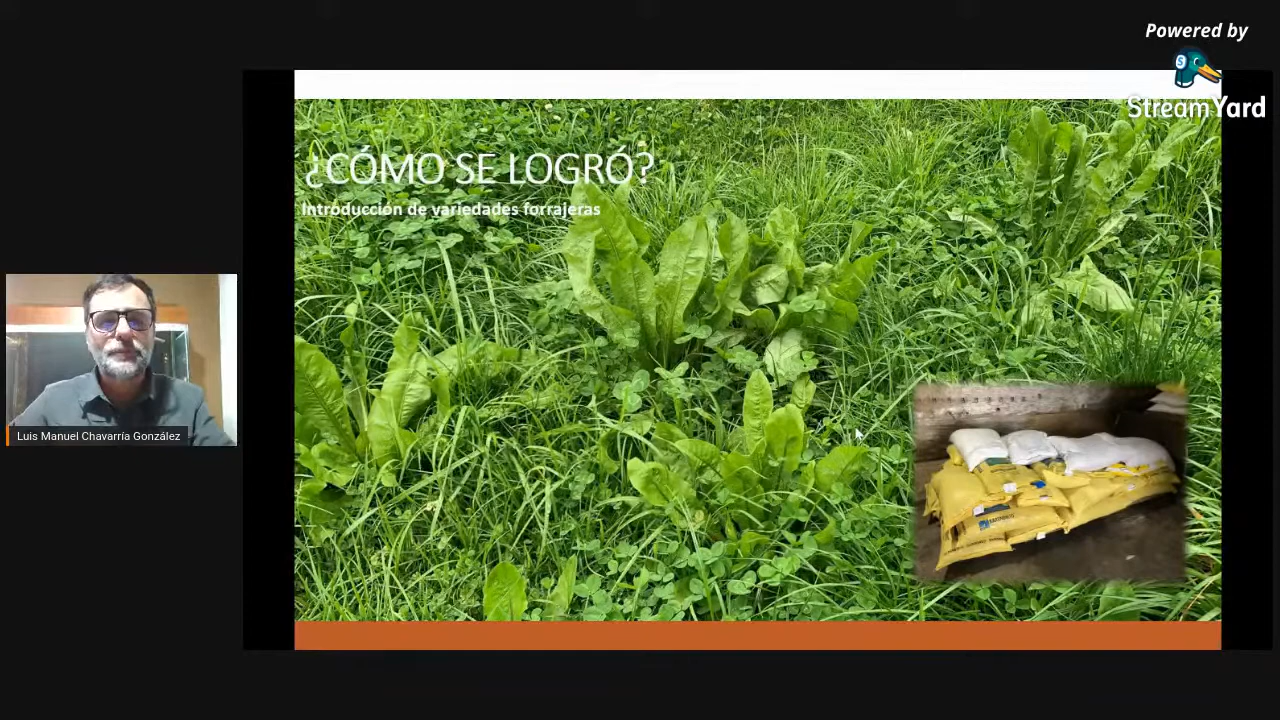 Powered by
StreamYard
¿CÓMO SE LOGRÓ?
Introducción de variedades forrajeras
Luis Manuel Chavarría González